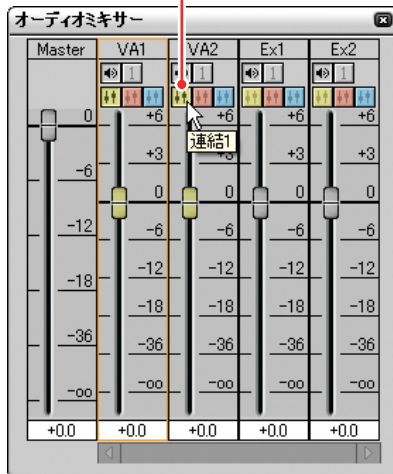 オーディオミキサー
Master VA1 VA2 Ex1 Ex2
1 1 1 1
0 +6 +6 +6 +6
連結1
-6 +3 +3 +3 +3
0 0 0 0
-12 -6 -6 -6 -6
-18 -12 -12 -12 -12
-18 -18 -18 -18
-36 -36 -36 -36 -36
-oo -oo -oo -oo -oo
+0.0 +0.0 +0.0 +0.0 +0.0